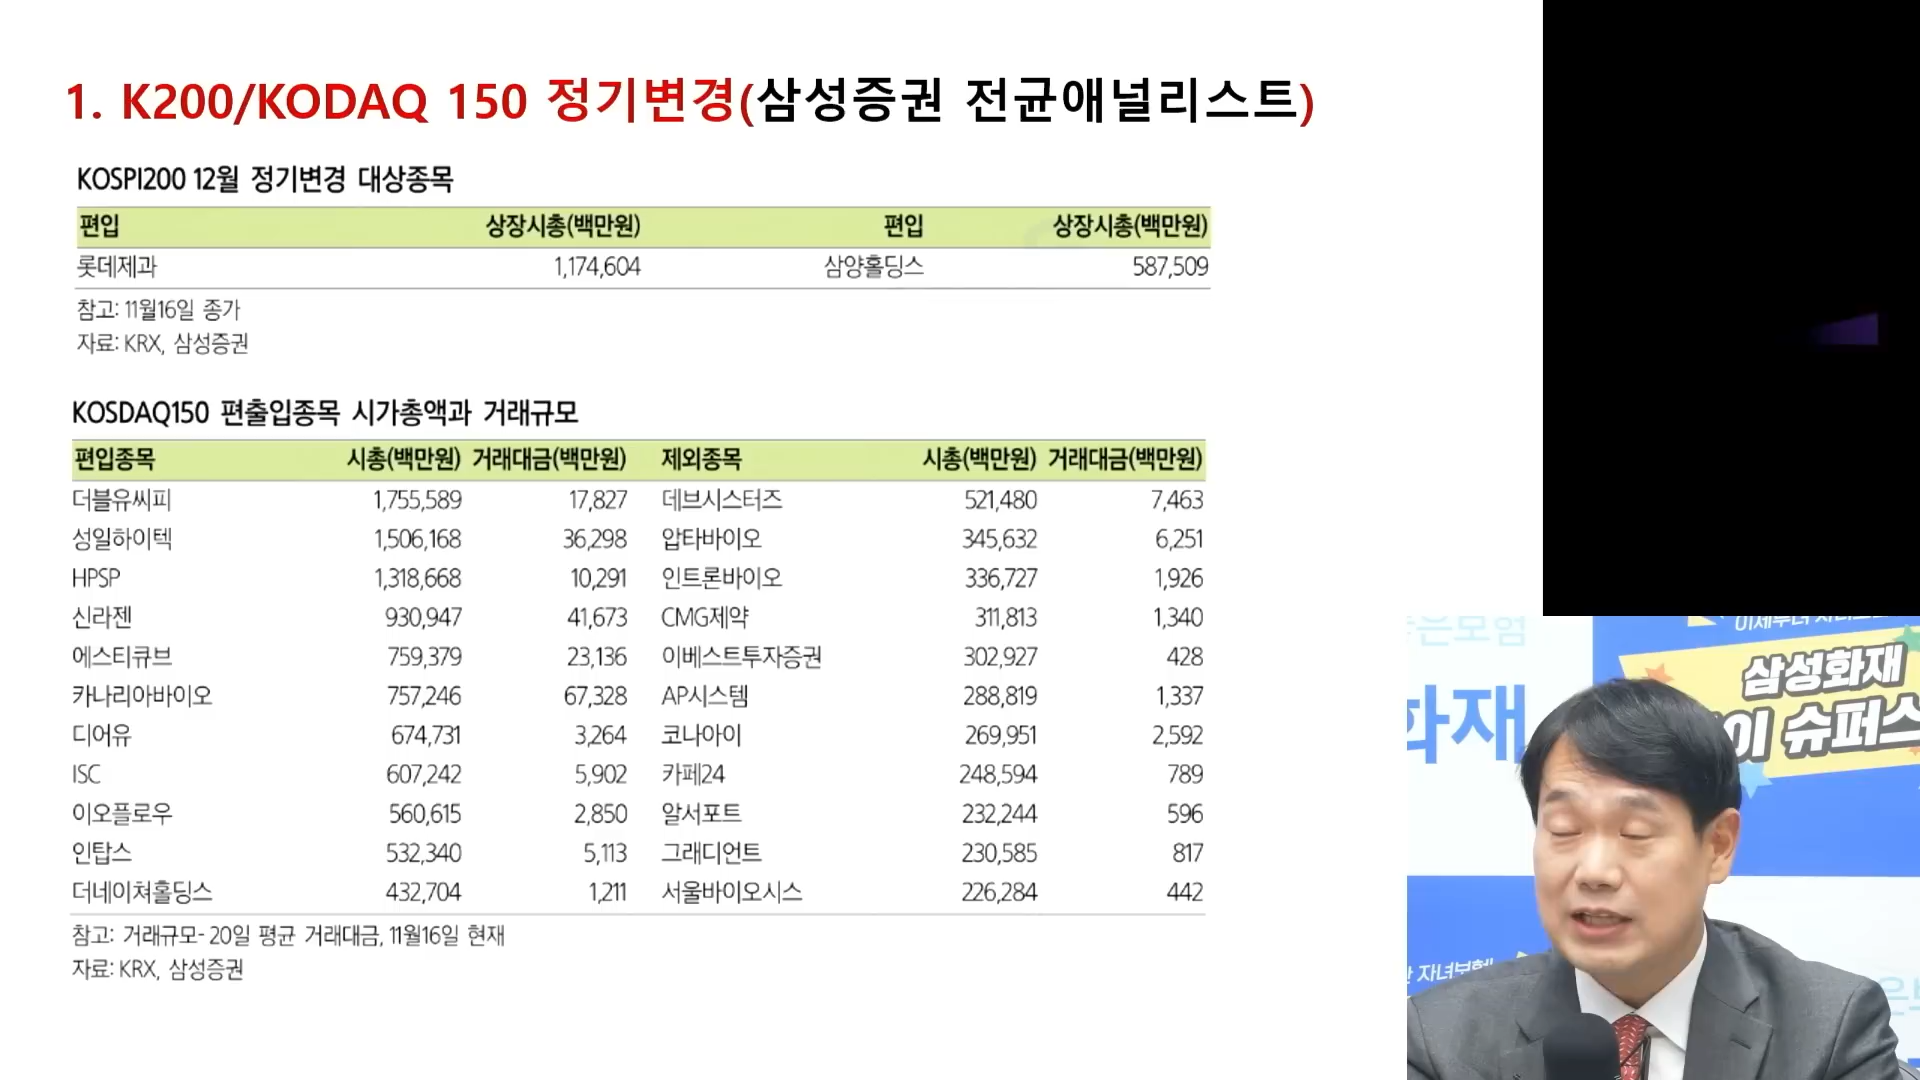 1. K200/KODAQ 150 정기변경(삼성증권 전균애널리스트)
KOSPI200 12월 정기변경 대상종목
편입 상장시총(백만원) 편입 상장시총(백만원)
롯데제과 1,174,604 삼양홀딩스 587,509
참고: 11월16일 종가
자료: KRX, 삼성증권
KOSDAQ150 편출입종목 시가총액과 거래규모
편입종목 시총(백만원) 거래대금(백만원) 제외종목 시총(백만원) 거래대금(백만원)
더블유씨피 1,755,589 17,827 데브시스터즈 521,480 7,463
성일하이텍 1,506,168 36,298 압타바이오 345,632 6,251
HPSP 1,318,668 10,291 인트론바이오 336,727 1,926
신라젠 930,947 41,673 CMG제약 311,813 1,340
에스티큐브 759,379 23,136 이베스트투자증권 302,927 428
카나리아바이오 757,246 67,328 AP시스템 288,819 1,337
디어유 674,731 3,264 코나아이 269,951 2,592
ISC 607,242 5,902 카페24 248,594 789
이오플로우 560,615 2,850 알서포트 232,244 596
인탑스 532,340 5,113 그래디언트 230,585 817
더네이쳐홀딩스 432,704 1,211 서울바이오시스 226,284 442
참고: 거래규모- 20일 평균 거래대금, 11월16일 현재
자료: KRX, 삼성증권
은모험
삼성화재
화재
이 슈퍼스
자녀보험